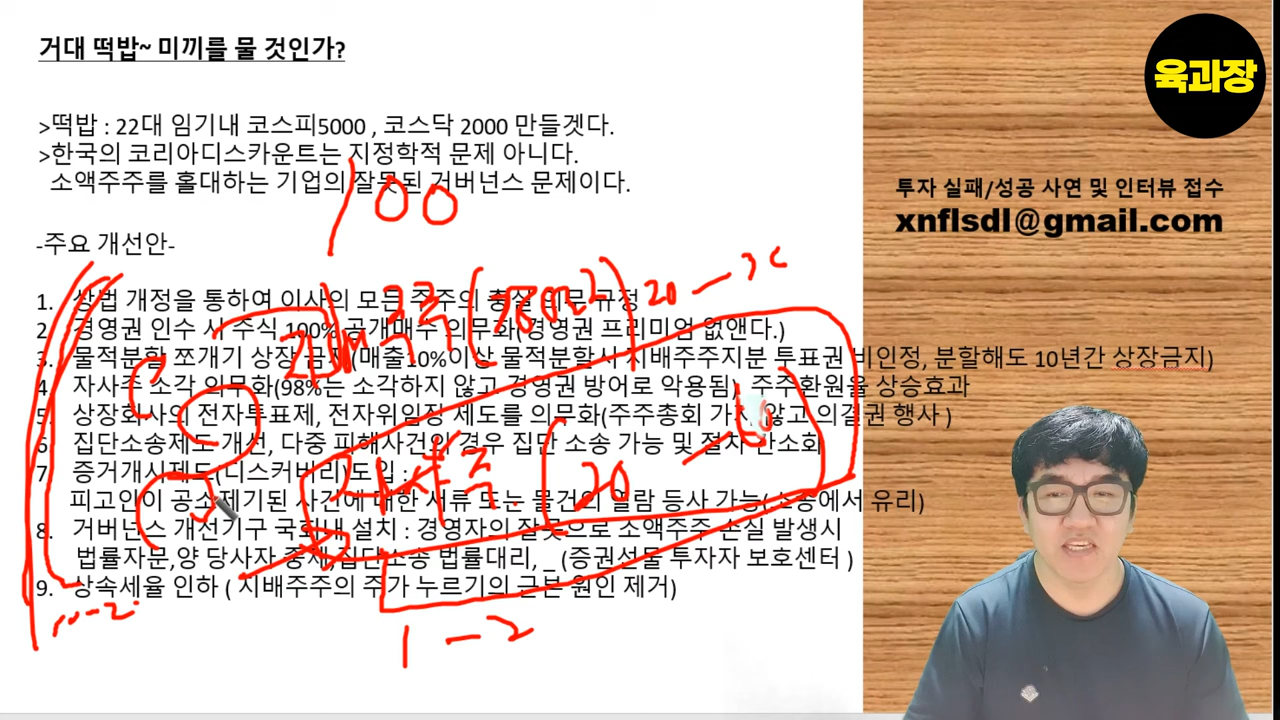 거대 떡밥~ 미끼를 물 것인가?
육과장
>떡밥 : 22대 임기내 코스피5000 , 코스닥 2000 만들겟다.
>한국의 코리아디스카운트는 지정학적 문제 아니다.
소액주주를 홀대하는 기업의 잘못된 거버넌스 문제이다.
투자 실패/성공 사연 및 인터뷰 접수
xnflsdl@gmail.com
100
-주요 개선안-
1. 상법 개정을 통하여 이사의 모든 주주의 충실 의무 규정
20
2. 경영권 인수 시 주식 100% 공개매수 의무화(경영권 프리미엄 없앤다.)
3. 물적분할 쪼개기 상장 금지(매출10%이상 물적분할시 지배주주지분 투표권 비인정, 분할해도 10년간 상장금지)
4. 자사주 소각 의무화(98%는 소각하지 않고 경영권 방어로 악용됨), 주주환원율 상승효과
5. 상장회사의 전자투표제, 전자위임장 제도를 의무화(주주총회 가지 않고 의결권 행사 )
6. 집단소송제도 개선, 다중 피해사건의 경우 집단 소송 가능 및 절차 간소화
7. 증거개시제도(디스커버리)도입 :
자사주 (20
피고인이 공소제기된 사건에 대한 서류 또는 물건의 열람 등사 가능( 소송에서 유리)
8. 거버넌스 개선기구 국회내 설치 : 경영자의 잘못으로 소액주주 손실 발생시
법률자문,양 당사자 중재,집단소송 법률대리, _ (증권선물 투자자 보호센터 )
9. 상속세율 인하 ( 지배주주의 주가 누르기의 근본 원인 제거)
1 - 2